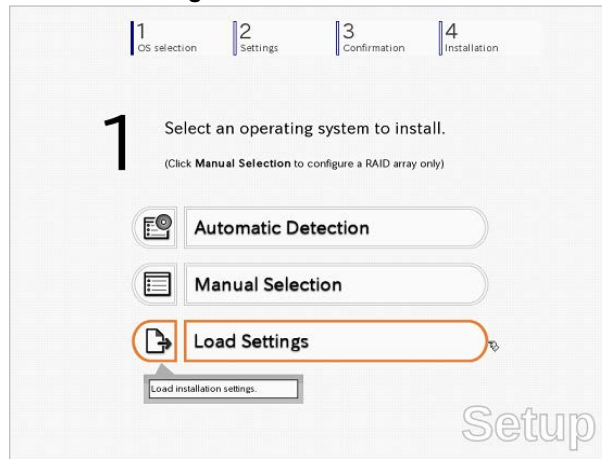 1 2 3 4
OS selection Settings Confirmation Installation
1 Select an operating system to install.
(Click Manual Selection to configure a RAID array only)
Automatic Detection
Manual Selection
Load Settings
Load installation settings.
Setup